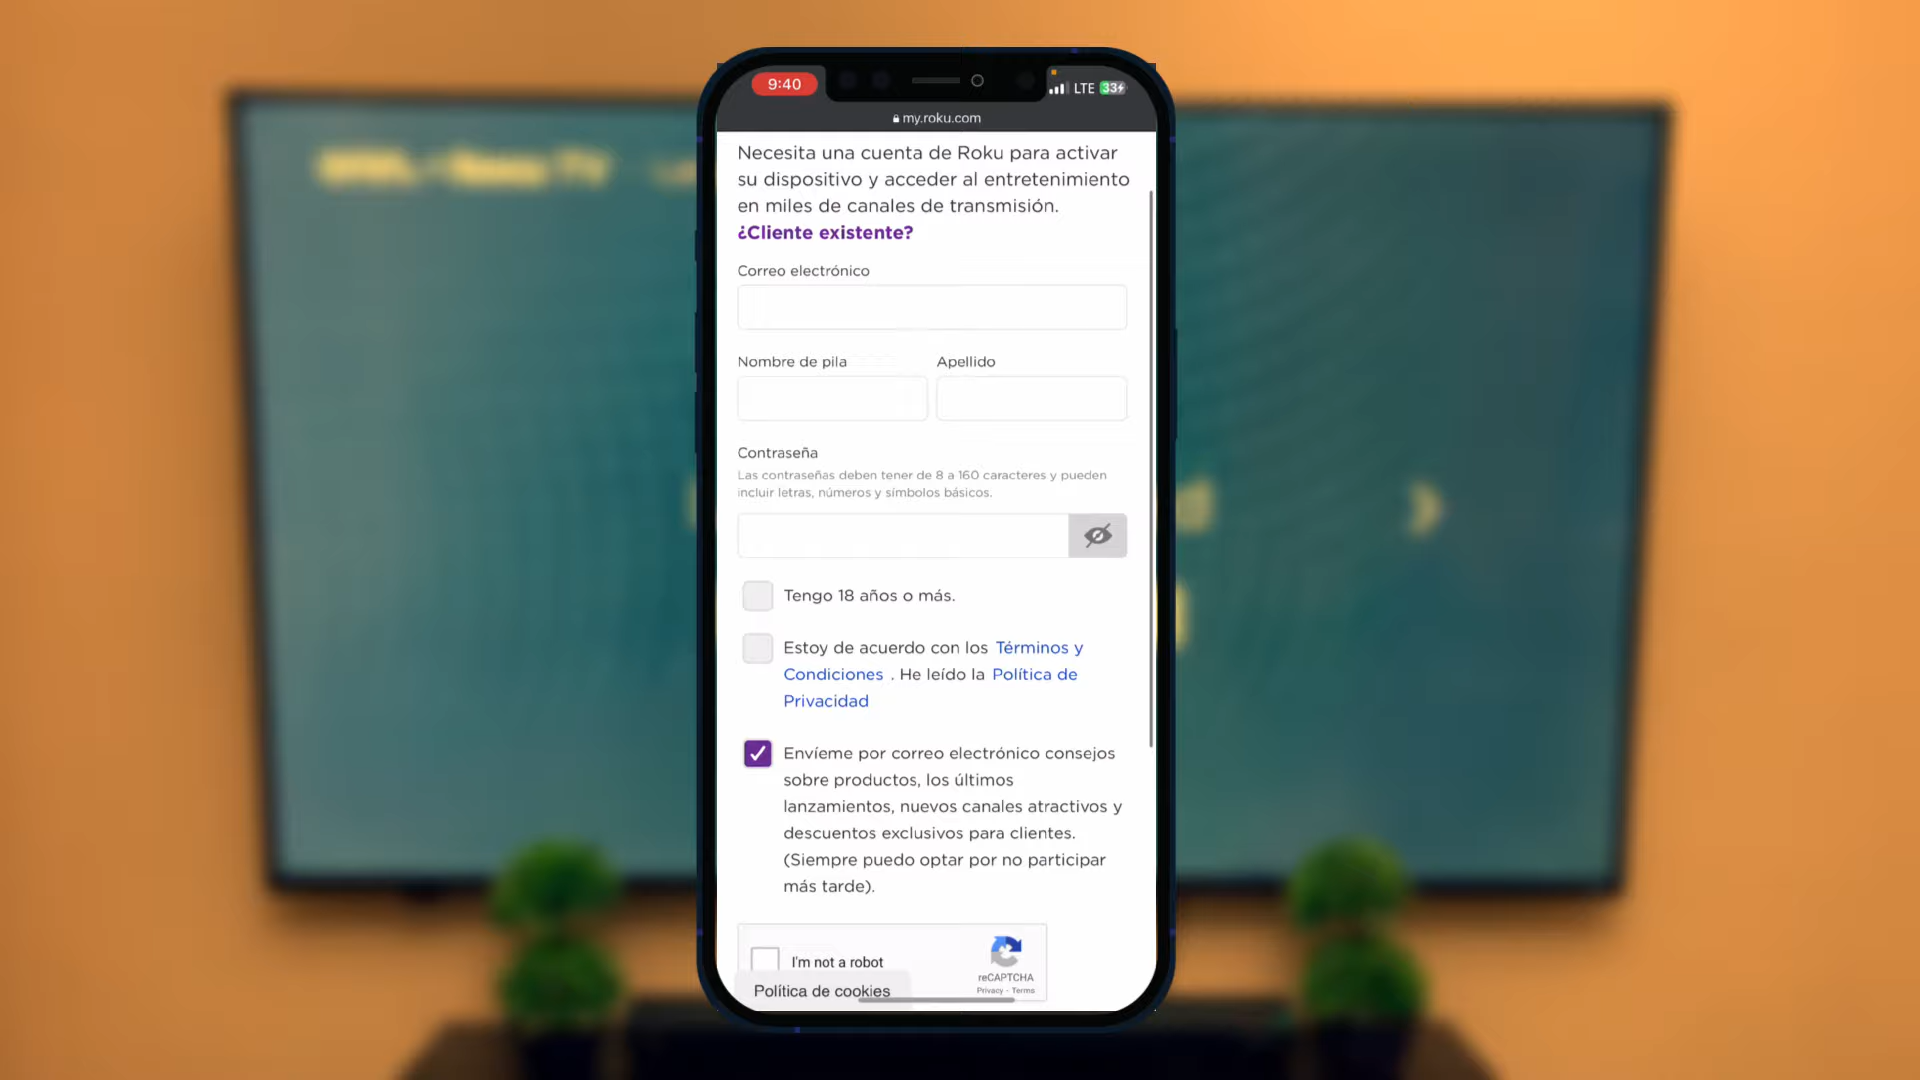 9:40
LTE 33
my.roku.com
Necesita una cuenta de Roku para activar
su dispositivo y acceder al entretenimiento
en miles de canales de transmisión.
¿Cliente existente?
Correo electrónico
Nombre de pila Apellido
Contraseña
Las contraseñas deben tener de 8 a 160 caracteres y pueden
incluir letras, números y símbolos básicos.
Tengo 18 años o más.
Estoy de acuerdo con los Términos y
Condiciones . He leído la Política de
Privacidad
Envíeme por correo electrónico consejos
sobre productos, los últimos
lanzamientos, nuevos canales atractivos y
descuentos exclusivos para clientes.
(Siempre puedo optar por no participar
más tarde).
I'm not a robot
reCAPTCHA
Privacy - Terms
Política de cookies